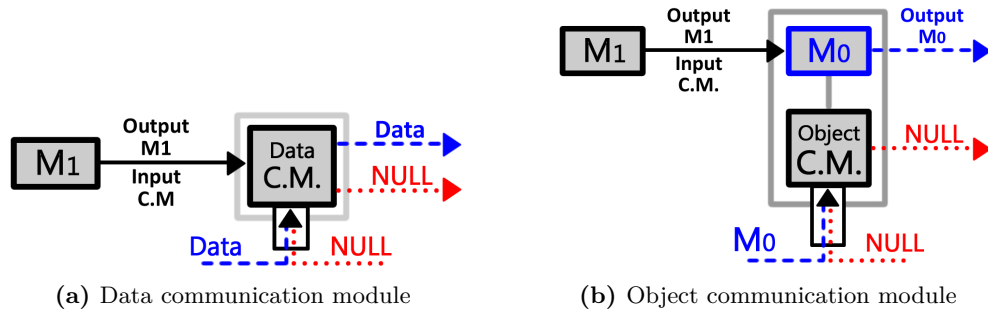 M1
Output
M1
Input
C.M
Data
C.M.
Data
NULL
Data
NULL
(a) Data communication module
M1
Output
M1
Input
C.M.
M0
Output
M0
Object
C.M.
NULL
M0
NULL
(b) Object communication module